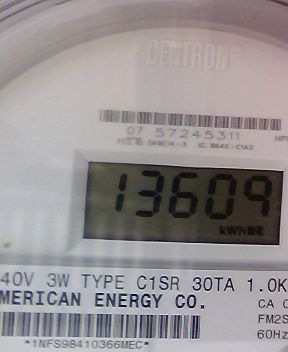 CENTRON®
07 57245311
13609
kWh
40V 3W TYPE C1SR 30TA 1.0K
MERICAN ENERGY CO.
CA
FM2S
60Hz
*1NFS98410366MEC*